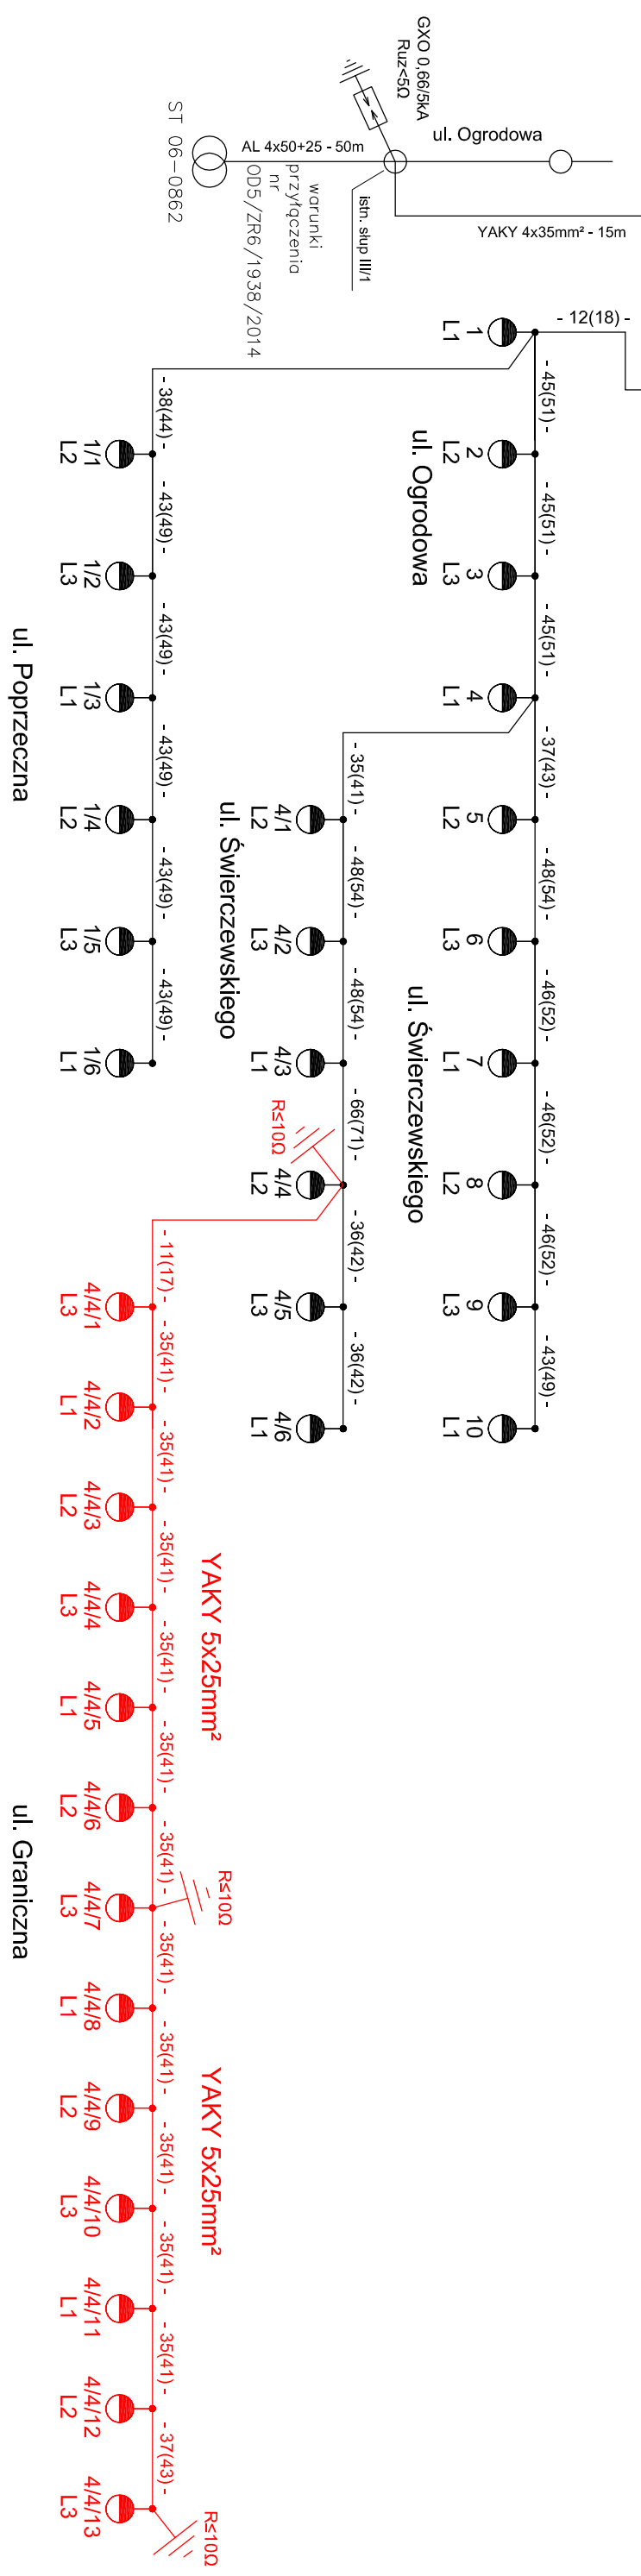 GXO 0,66/5kA
Ruz<5Ω
ul. Ogrodowa
AL 4x50+25 - 50m
ST 06-0862
warunki
przyłączenia
nr
OD5/ZR6/1938/2014
istn. słup III/1
YAKY 4x35mm² - 15m
- 12(18) -
1
L1
- 45(51) -
2
L2
- 45(51) -
3
L3
- 45(51) -
4
L1
- 37(43) -
5
L2
- 48(54) -
6
L3
- 46(52) -
7
L1
- 46(52) -
8
L2
- 46(52) -
9
L3
- 43(49) -
10
L1
ul. Ogrodowa
ul. Świerczewskiego
- 35(41) -
4/1
L2
- 48(54) -
4/2
L3
- 48(54) -
4/3
L1
- 66(71) -
4/4
L2
- 36(42) -
4/5
L3
- 36(42) -
4/6
L1
R≤10Ω
ul. Świerczewskiego
- 38(44) -
1/1
L2
- 43(49) -
1/2
L3
- 43(49) -
1/3
L1
- 43(49) -
1/4
L2
- 43(49) -
1/5
L3
- 43(49) -
1/6
L1
ul. Poprzeczna
- 11(17) -
4/4/1
L3
- 35(41) -
4/4/2
L1
- 35(41) -
4/4/3
L2
- 35(41) -
4/4/4
L3
- 35(41) -
4/4/5
L1
- 35(41) -
4/4/6
L2
- 35(41) -
4/4/7
L3
- 35(41) -
4/4/8
L1
- 35(41) -
4/4/9
L2
- 35(41) -
4/4/10
L3
- 35(41) -
4/4/11
L1
- 35(41) -
4/4/12
L2
- 37(43) -
4/4/13
L3
YAKY 5x25mm²
R≤10Ω
YAKY 5x25mm²
R≤10Ω
ul. Graniczna